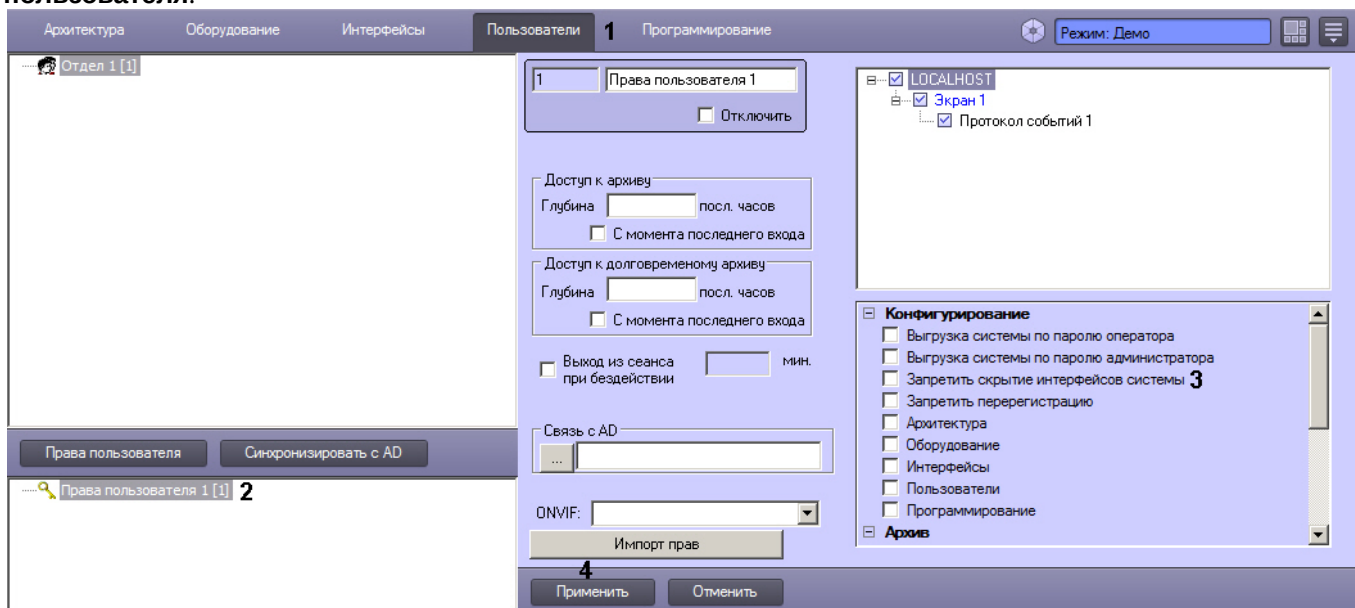 пользователя.
Архитектура Оборудование Интерфейсы Пользователи 1 Программирование Режим: Демо
Отдел 1 [1]
Права пользователя Синхронизировать с AD
Права пользователя 1 [1] 2
1 Права пользователя 1
Отключить
Доступ к архиву
Глубина посл. часов
С момента последнего входа
Доступ к долговременому архиву
Глубина посл. часов
С момента последнего входа
Выход из сеанса мин.
при бездействии
Связь с AD
...
ONVIF:
Импорт прав
4
Применить Отменить
LOCALHOST
Экран 1
Протокол событий 1
Конфигурирование
Выгрузка системы по паролю оператора
Выгрузка системы по паролю администратора
Запретить скрытие интерфейсов системы 3
Запретить перерегистрацию
Архитектура
Оборудование
Интерфейсы
Пользователи
Программирование
Архив